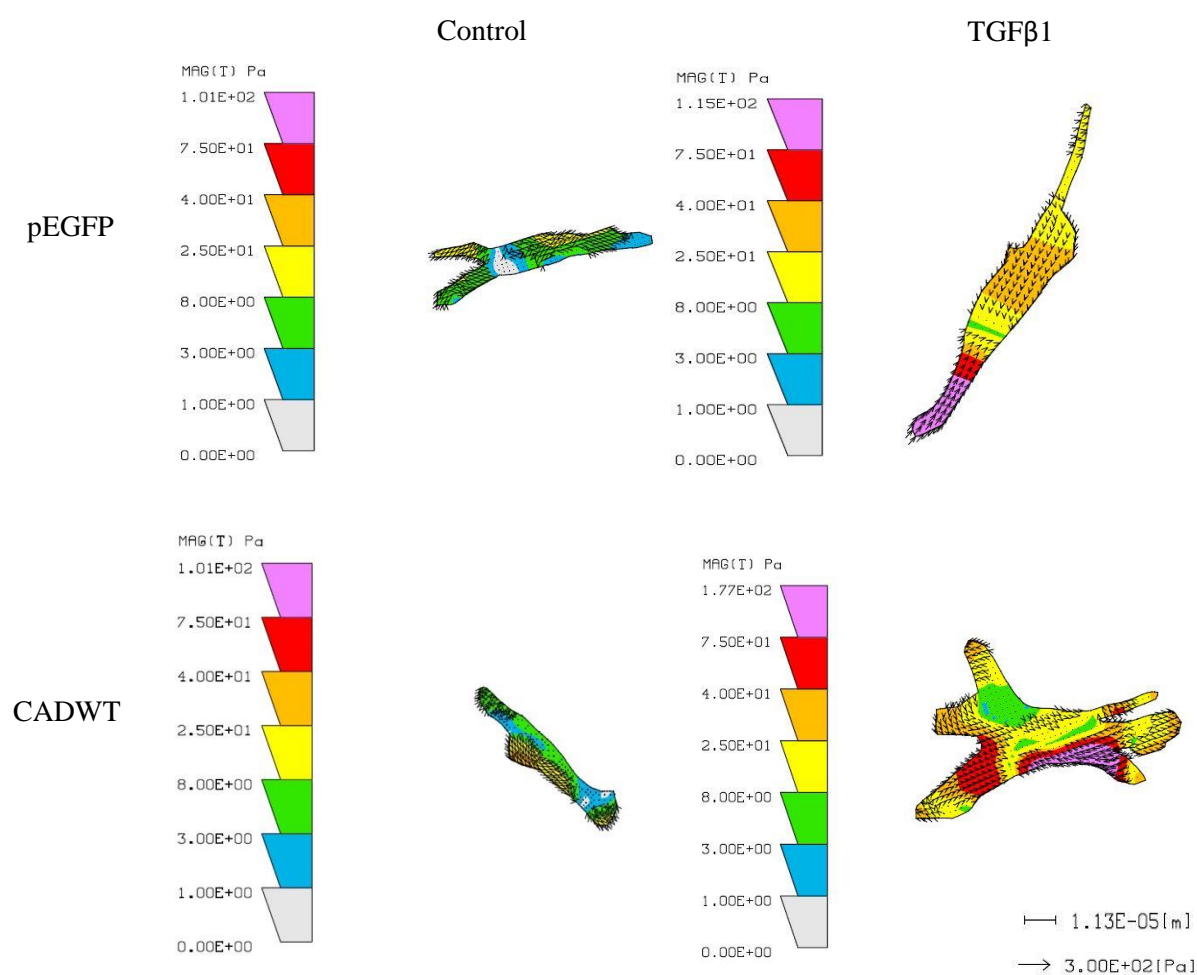 Control
TGFβ1
pEGFP
MAG(T) Pa
1.01E+02
7.50E+01
4.00E+01
2.50E+01
8.00E+00
3.00E+00
1.00E+00
0.00E+00
MAG(T) Pa
1.15E+02
7.50E+01
4.00E+01
2.50E+01
8.00E+00
3.00E+00
1.00E+00
0.00E+00
CADWT
MAG(T) Pa
1.01E+02
7.50E+01
4.00E+01
2.50E+01
8.00E+00
3.00E+00
1.00E+00
0.00E+00
MAG(T) Pa
1.77E+02
7.50E+01
4.00E+01
2.50E+01
8.00E+00
3.00E+00
1.00E+00
0.00E+00
1.13E-05[m]
3.00E+02[Pa]